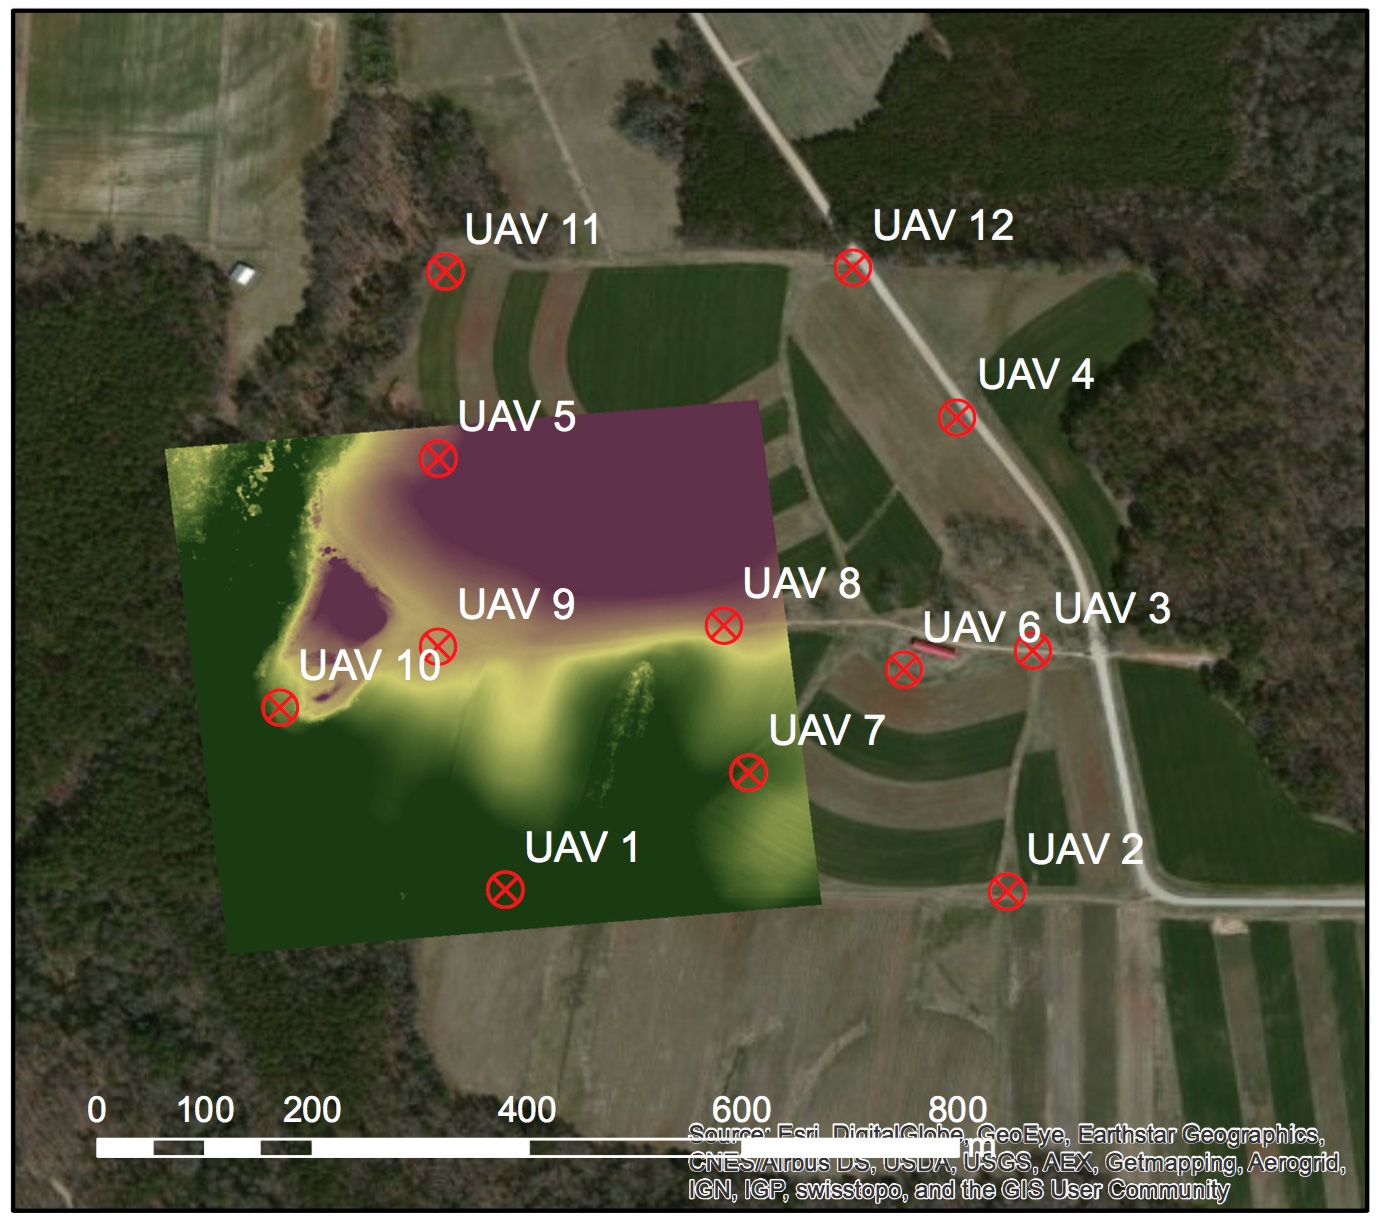 UAV 11
UAV 12
UAV 4
UAV 5
UAV 8
UAV 9
UAV 3
UAV 6
UAV 10
UAV 7
UAV 1
UAV 2
0 100 200 400 600 800
m
Source: Esri, DigitalGlobe, GeoEye, Earthstar Geographics,
CNES/Airbus DS, USDA, USGS, AEX, Getmapping, Aerogrid,
IGN, IGP, swisstopo, and the GIS User Community